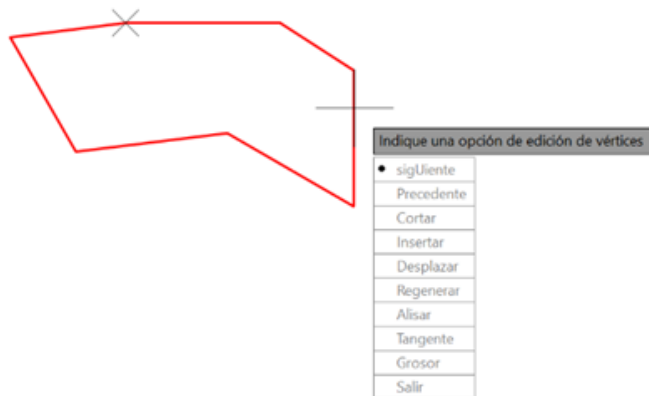 Indique una opción de edición de vértices
sigUiente
Precedente
Cortar
Insertar
Desplazar
Regenerar
Alisar
Tangente
Grosor
Salir